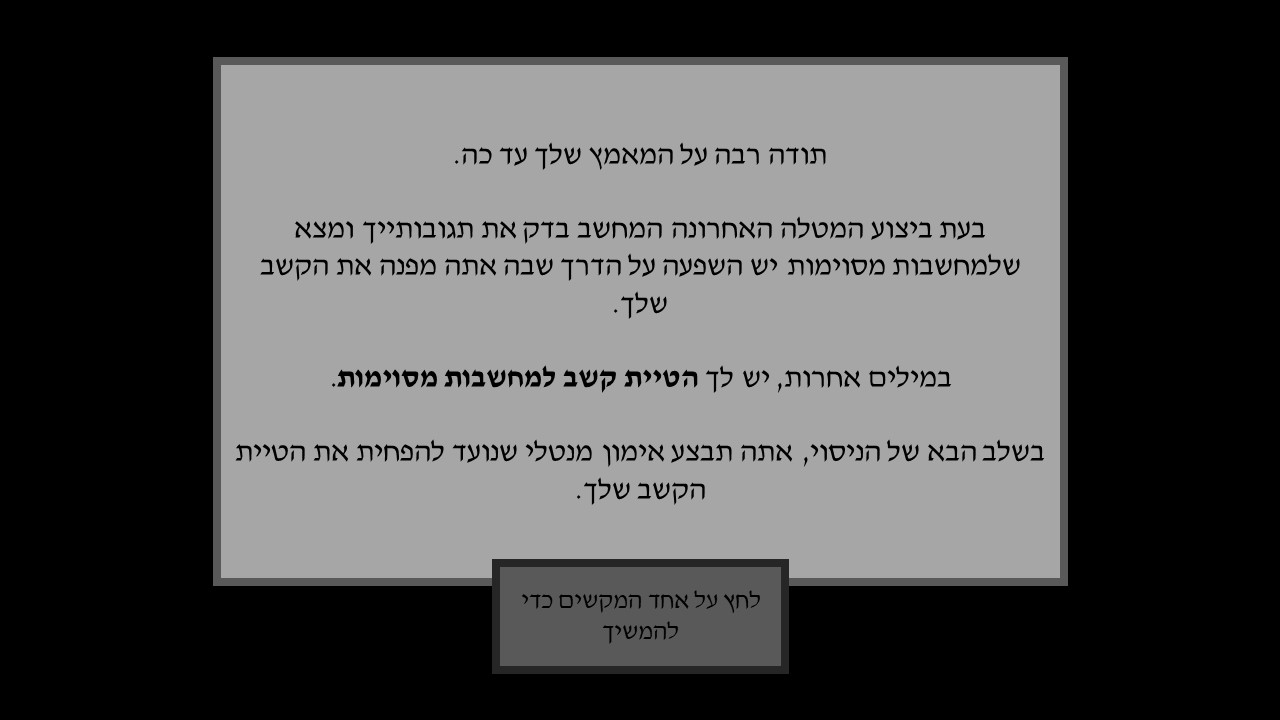 תודה רבה על המאמץ שלך עד כה.
בעת ביצוע המטלה האחרונה המחשב בדק את תגובותייך ומצא
שלמחשבות מסוימות יש השפעה על הדרך שבה אתה מפנה את הקשב
שלך.
במילים אחרות, יש לך הטיית קשב למחשבות מסוימות.
בשלב הבא של הניסוי, אתה תבצע אימון מנטלי שנועד להפחית את הטיית
הקשב שלך.
לחץ על אחד המקשים כדי
להמשיך